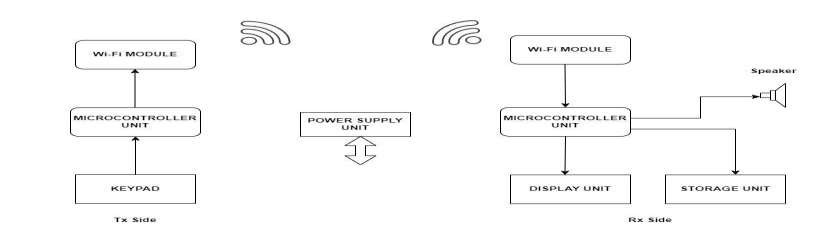 Wi-Fi MODULE
MICROCONTROLLER
UNIT
KEYPAD
Tx Side
POWER SUPPLY
UNIT
Wi-Fi MODULE
Speaker
MICROCONTROLLER
UNIT
DISPLAY UNIT
STORAGE UNIT
Rx Side